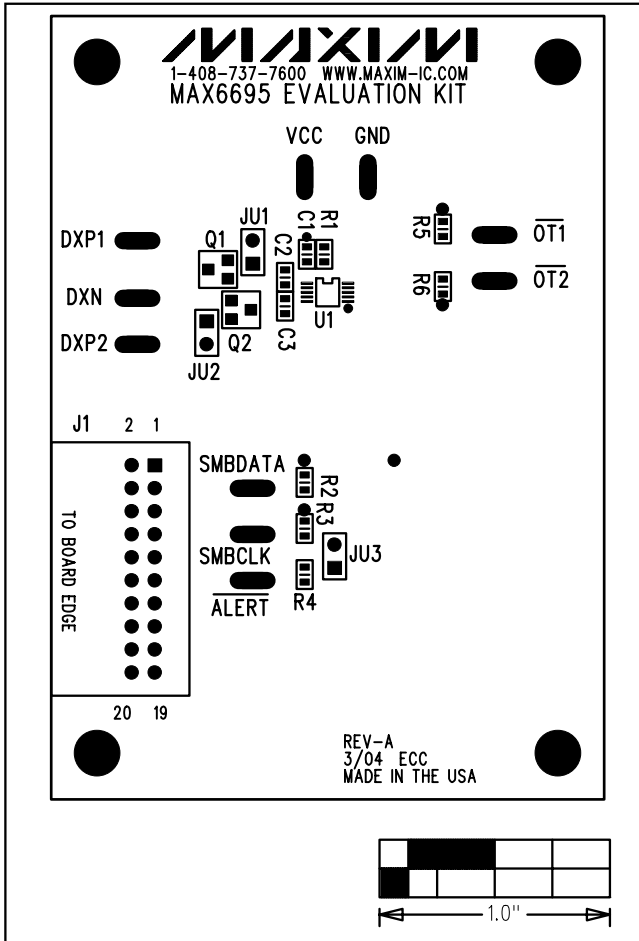 MAXIM
1-408-737-7600 WWW.MAXIM-IC.COM
MAX6695 EVALUATION KIT
VCC GND
DXP1 Q1 JU1 C2 C1 R1 R5 OT1
DXN R6 OT2
U1
DXP2 Q2 C3
JU2
J1 2 1
SMBDATA R2
R3
TO BOARD EDGE
SMBCLK JU3
ALERT R4
20 19
REV-A
3/04 ECC
MADE IN THE USA
1.0"